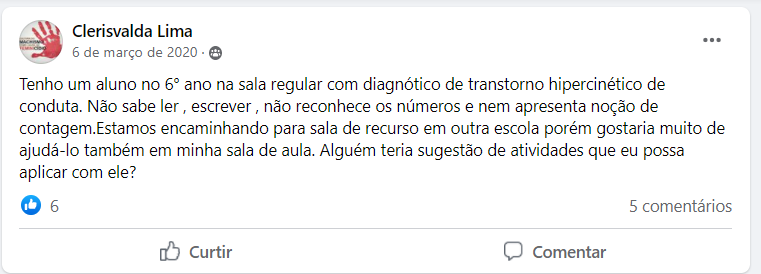 Clerisvalda Lima
6 de março de 2020 ·
Tenho um aluno no 6° ano na sala regular com diagnótico de transtorno hipercinético de
conduta. Não sabe ler , escrever , não reconhece os números e nem apresenta noção de
contagem.Estamos encaminhando para sala de recurso em outra escola porém gostaria muito de
ajudá-lo também em minha sala de aula. Alguém teria sugestão de atividades que eu possa
aplicar com ele?
6
5 comentários
Curtir
Comentar